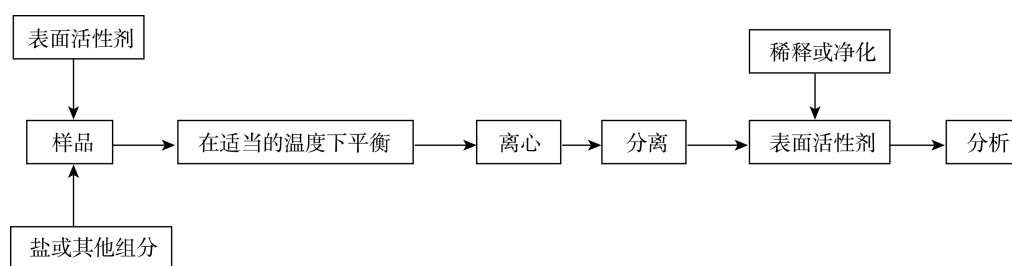 表面活性剂
稀释或净化
样品
在适当的温度下平衡
离心
分离
表面活性剂
分析
盐或其他组分